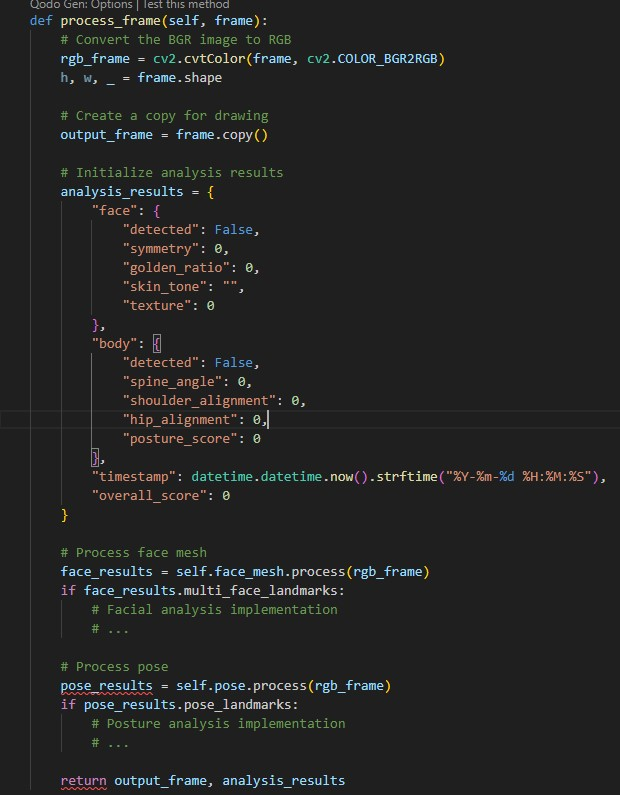 Qodo Gen: Options | Test this method
def process_frame(self, frame):
    # Convert the BGR image to RGB
    rgb_frame = cv2.cvtColor(frame, cv2.COLOR_BGR2RGB)
    h, w, _ = frame.shape

    # Create a copy for drawing
    output_frame = frame.copy()

    # Initialize analysis results
    analysis_results = {
        "face": {
            "detected": False,
            "symmetry": 0,
            "golden_ratio": 0,
            "skin_tone": "",
            "texture": 0
        },
        "body": {
            "detected": False,
            "spine_angle": 0,
            "shoulder_alignment": 0,
            "hip_alignment": 0,
            "posture_score": 0
        },
        "timestamp": datetime.datetime.now().strftime("%Y-%m-%d %H:%M:%S"),
        "overall_score": 0
    }

    # Process face mesh
    face_results = self.face_mesh.process(rgb_frame)
    if face_results.multi_face_landmarks:
        # Facial analysis implementation
        # ...

    # Process pose
    pose_results = self.pose.process(rgb_frame)
    if pose_results.pose_landmarks:
        # Posture analysis implementation
        # ...

    return output_frame, analysis_results